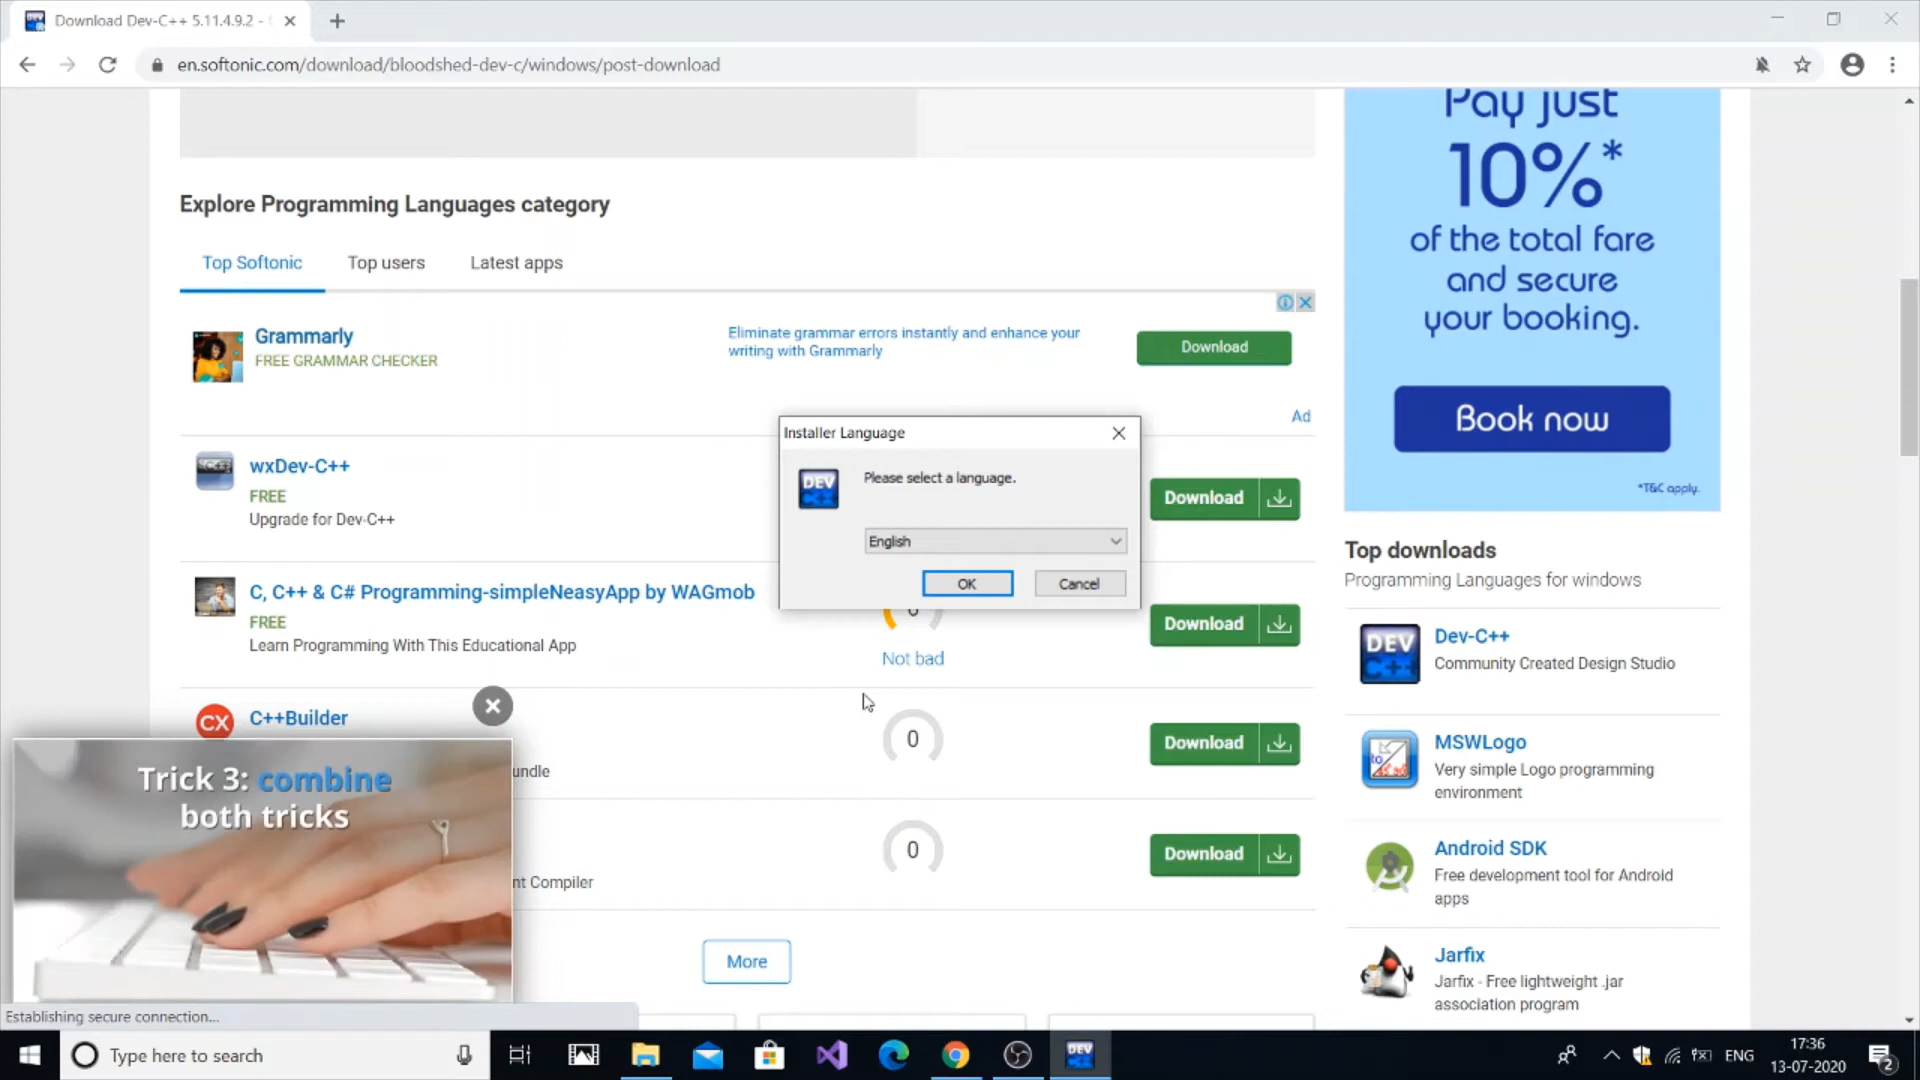 Download Dev-C++ 5.11.4.9.2 -
en.softonic.com/download/bloodshed-dev-c/windows/post-download
Explore Programming Languages category
Top Softonic
Top users
Latest apps
Grammarly
FREE GRAMMAR CHECKER
Eliminate grammar errors instantly and enhance your
writing with Grammarly
Download
Ad
wxDev-C++
FREE
Upgrade for Dev-C++
Download
Installer Language
DEV
C++
Please select a language.
English
OK
Cancel
C, C++ & C# Programming-simpleNeasyApp by WAGmob
FREE
Learn Programming With This Educational App
Not bad
Download
CX
C++Builder
undle
0
Download
nt Compiler
0
Download
More
Trick 3: combine
both tricks
Pay just
10%*
of the total fare
and secure
your booking.
Book now
*T&C apply.
Top downloads
Programming Languages for windows
DEV
C++
Dev-C++
Community Created Design Studio
MSWLogo
Very simple Logo programming
environment
Android SDK
Free development tool for Android
apps
Jarfix
Jarfix - Free lightweight .jar
association program
Establishing secure connection...
Type here to search
DEV
ENG
17:36
13-07-2020
2